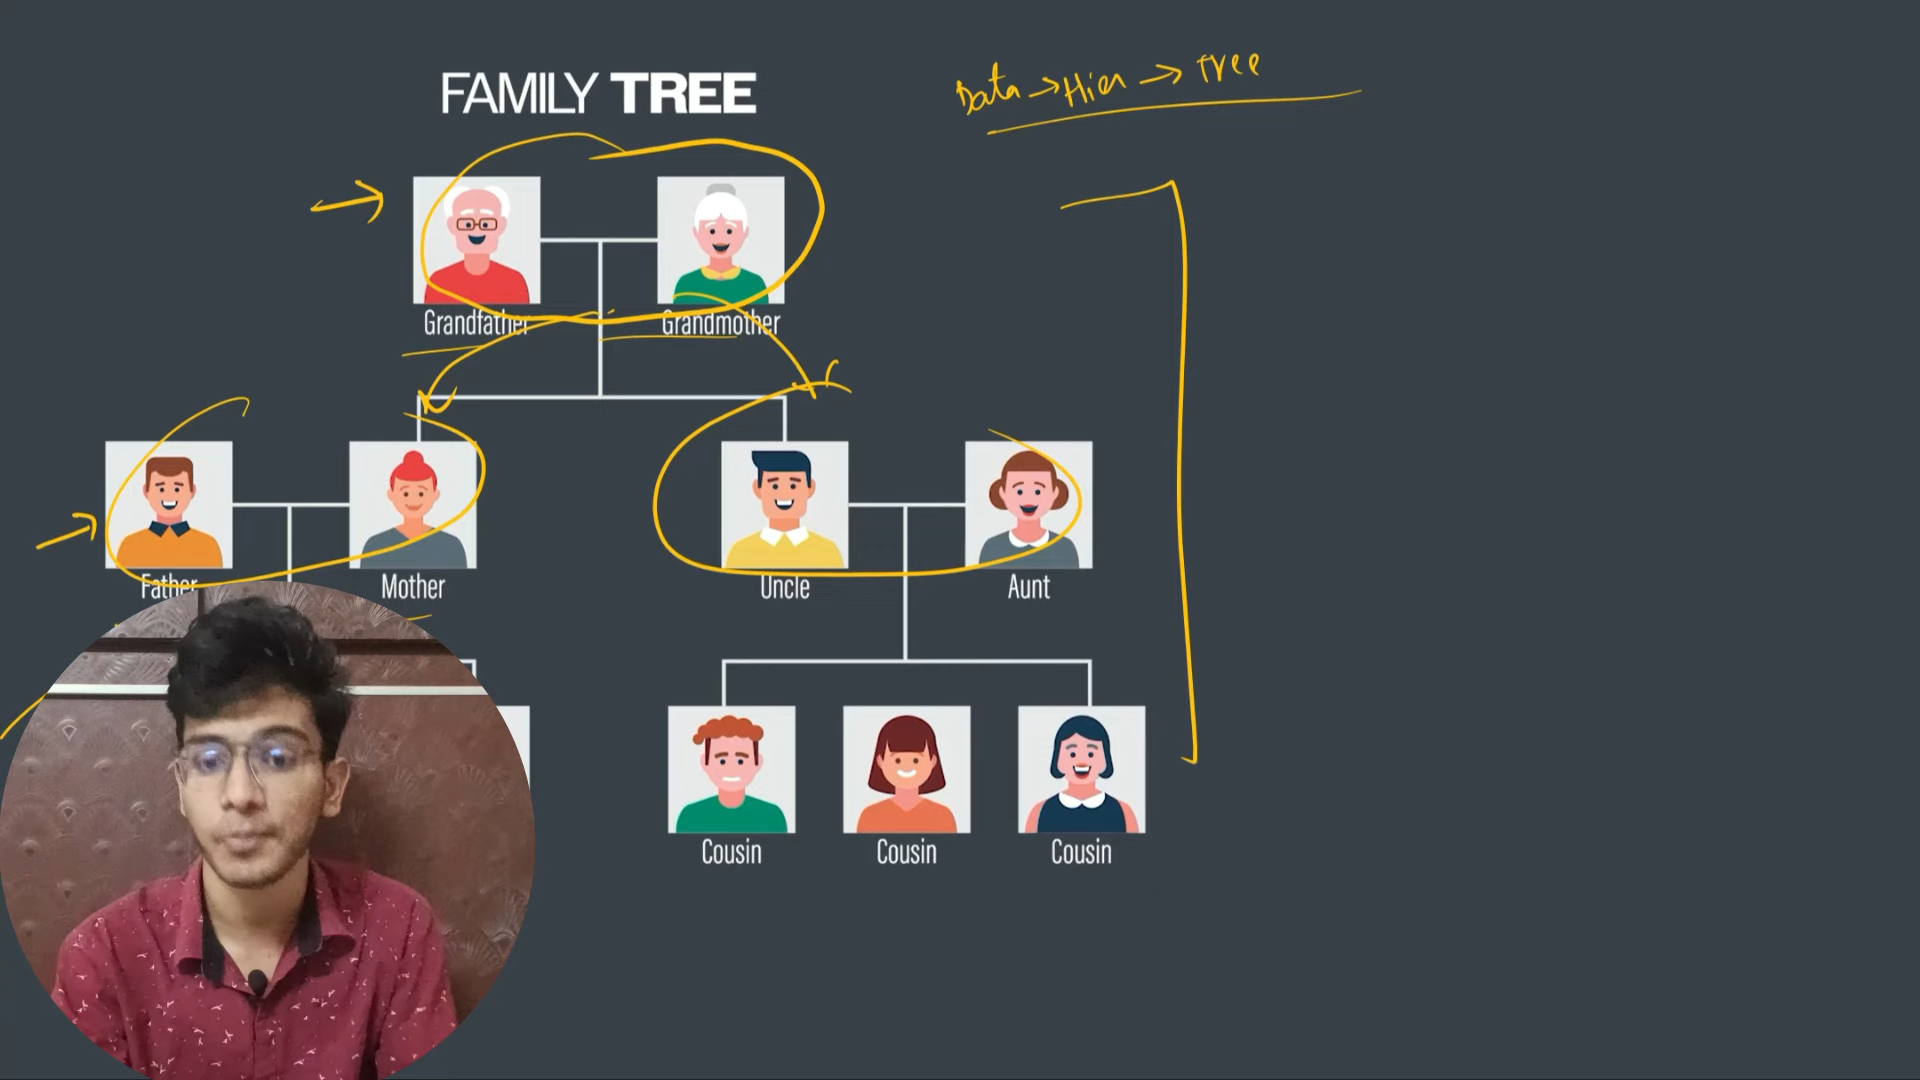 FAMILY TREE
Data → Hier → Tree
Grandfather Grandmother
Father Mother Uncle Aunt
Cousin Cousin Cousin